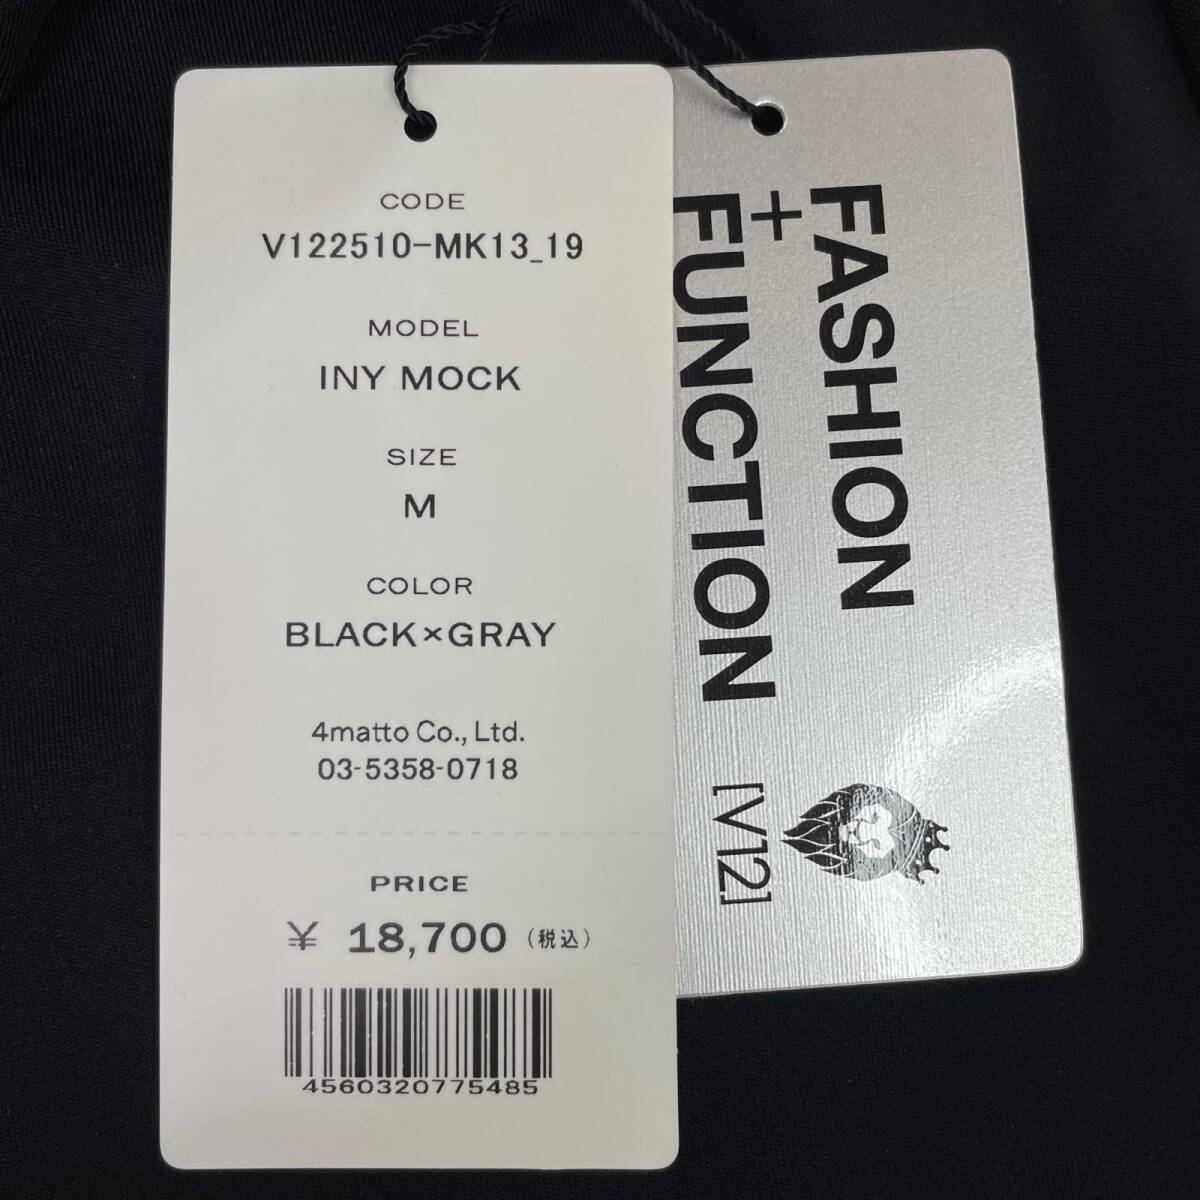 CODE
V122510-MK13_19
MODEL
INY MOCK
SIZE
M
COLOR
BLACK×GRAY
4matto Co., Ltd.
03-5358-0718
PRICE
¥ 18,700 (税込)
4560320775485
FASHION
+
FUNCTION
[V12]